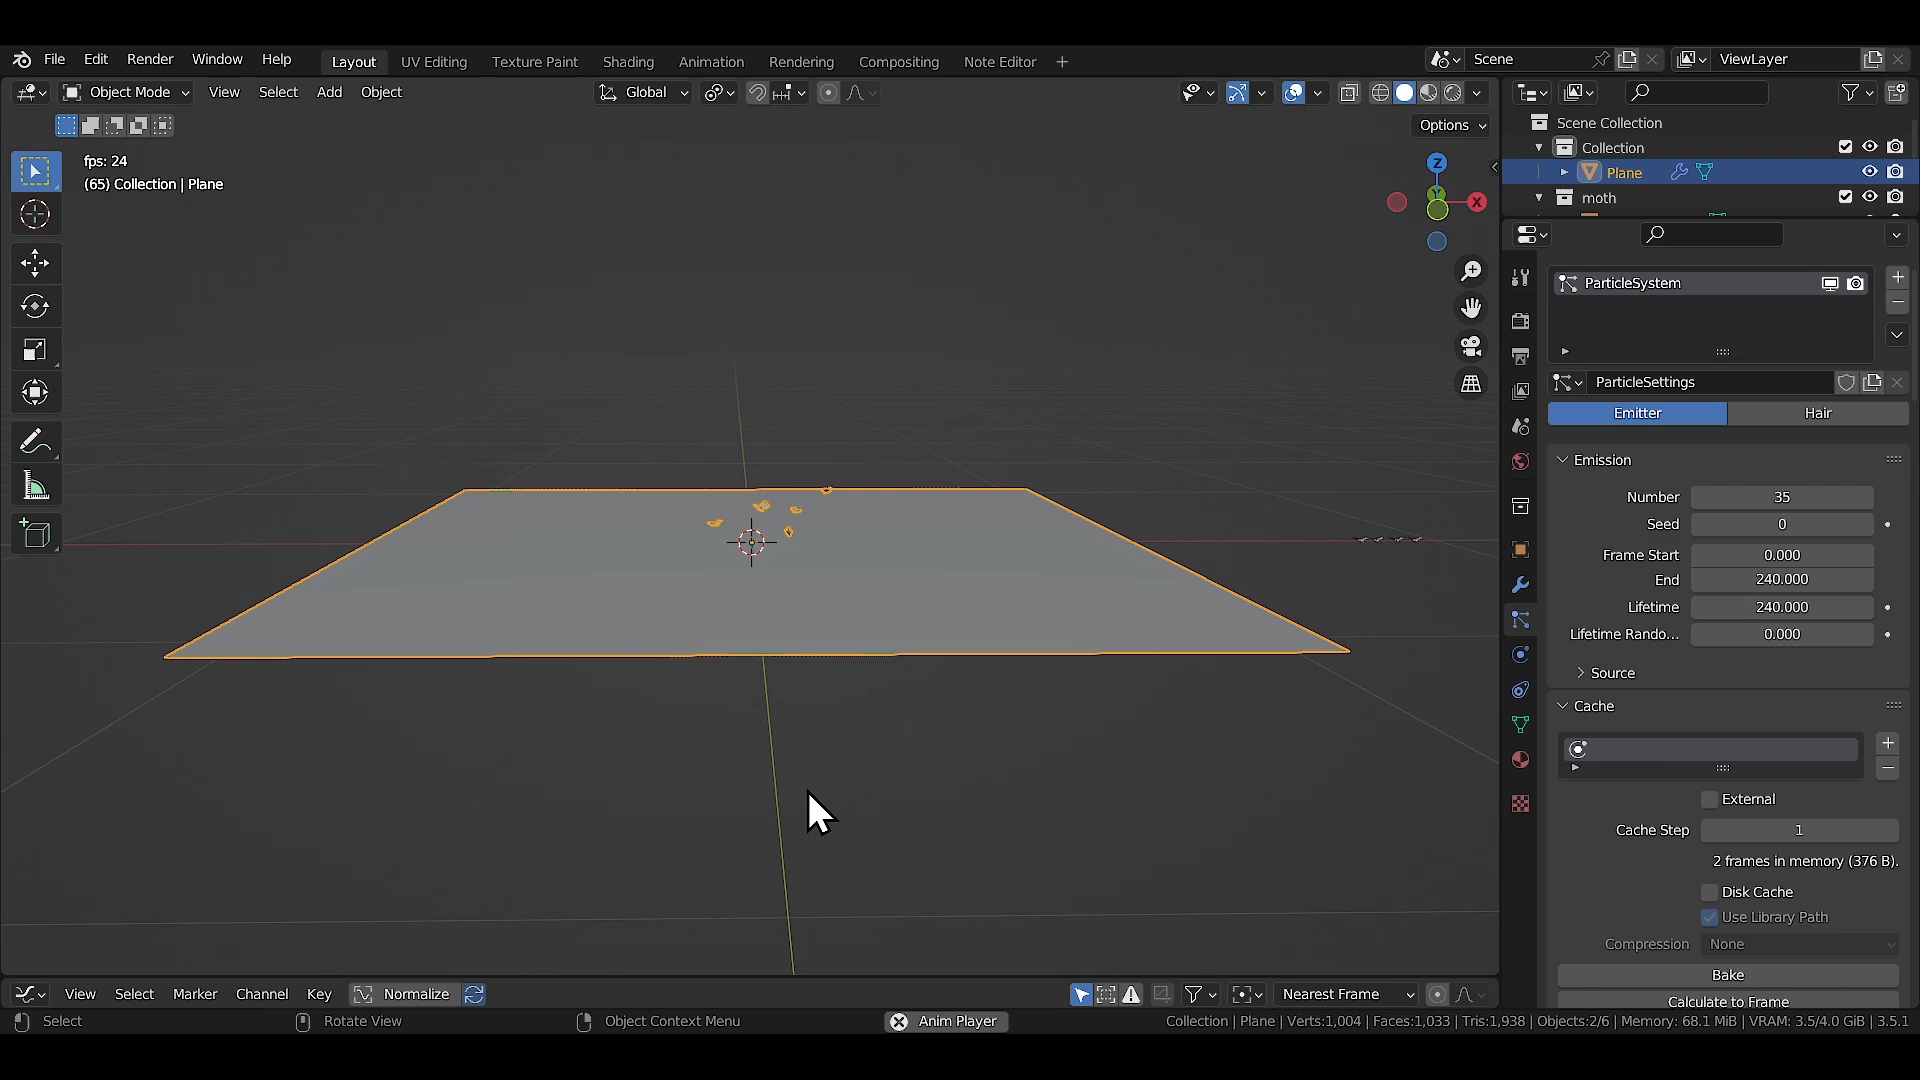 File Edit Render Window Help Layout UV Editing Texture Paint Shading Animation Rendering Compositing Note Editor + Scene ViewLayer
Object Mode View Select Add Object Global
Options
fps: 24
(65) Collection | Plane
Z
Y
X
Scene Collection
Collection
Plane
moth
ParticleSystem
ParticleSettings
Emitter Hair
Emission
Number 35
Seed 0
Frame Start 0.000
End 240.000
Lifetime 240.000
Lifetime Rando... 0.000
Source
Cache
External
Cache Step 1
2 frames in memory (376 B).
Disk Cache
Use Library Path
Compression None
Bake
Calculate to Frame
View Select Marker Channel Key Normalize Nearest Frame
Select Rotate View Object Context Menu Anim Player Collection | Plane | Verts:1,004 | Faces:1,033 | Tris:1,938 | Objects:2/6 | Memory: 68.1 MiB | VRAM: 3.5/4.0 GiB | 3.5.1